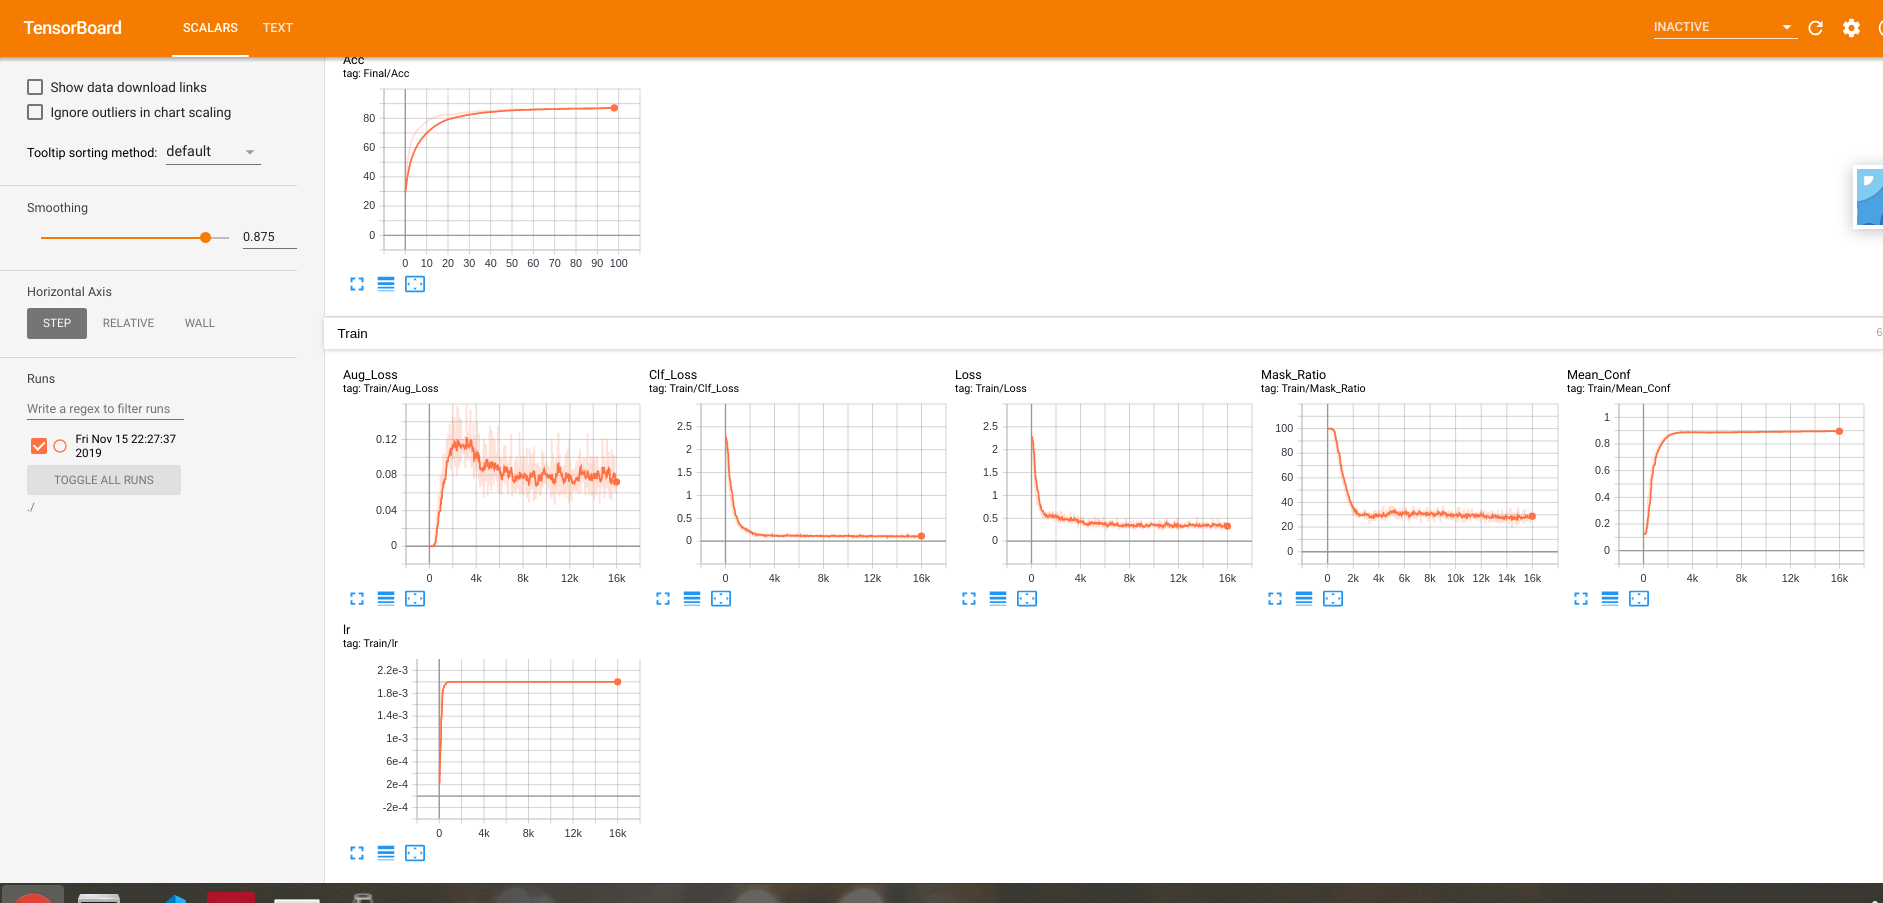 TensorBoard SCALARS TEXT INACTIVE
Show data download links
Ignore outliers in chart scaling
Tooltip sorting method: default
Smoothing
0.875
Horizontal Axis
STEP RELATIVE WALL
Runs
Write a regex to filter runs
Fri Nov 15 22:27:37
2019
TOGGLE ALL RUNS
./
Acc
tag: Final/Acc
80
60
40
20
0
0 10 20 30 40 50 60 70 80 90 100
Train 6
Aug_Loss
tag: Train/Aug_Loss
0.12
0.08
0.04
0
0 4k 8k 12k 16k
Clf_Loss
tag: Train/Clf_Loss
2.5
2
1.5
1
0.5
0
0 4k 8k 12k 16k
Loss
tag: Train/Loss
2.5
2
1.5
1
0.5
0
0 4k 8k 12k 16k
Mask_Ratio
tag: Train/Mask_Ratio
100
80
60
40
20
0
0 2k 4k 6k 8k 10k 12k 14k 16k
Mean_Conf
tag: Train/Mean_Conf
1
0.8
0.6
0.4
0.2
0
0 4k 8k 12k 16k
lr
tag: Train/lr
2.2e-3
1.8e-3
1.4e-3
1e-3
6e-4
2e-4
-2e-4
0 4k 8k 12k 16k